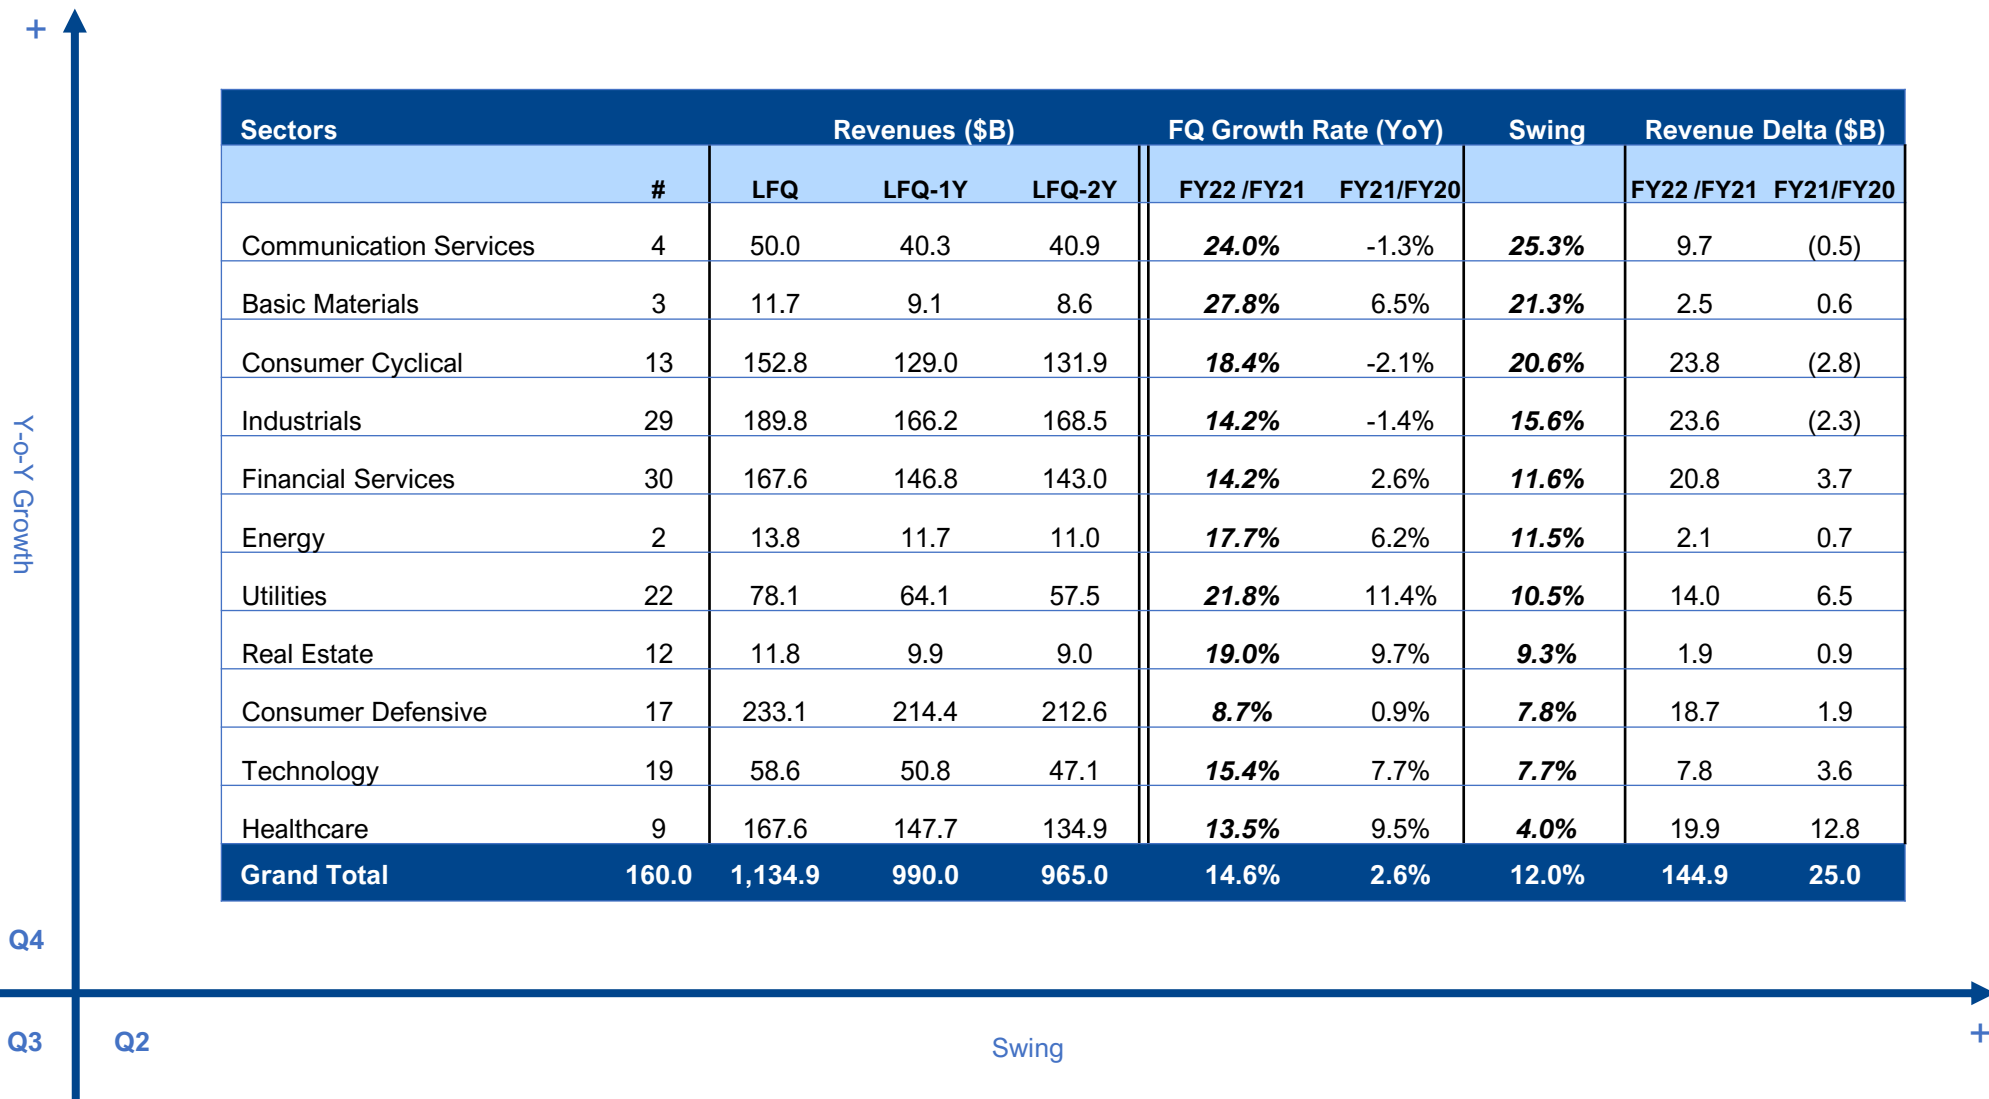 +
Sectors Revenues ($B) FQ Growth Rate (YoY) Swing Revenue Delta ($B)
# LFQ LFQ-1Y LFQ-2Y FY22 /FY21 FY21/FY20 FY22 /FY21 FY21/FY20
Communication Services 4 50.0 40.3 40.9 24.0% -1.3% 25.3% 9.7 (0.5)
Basic Materials 3 11.7 9.1 8.6 27.8% 6.5% 21.3% 2.5 0.6
Consumer Cyclical 13 152.8 129.0 131.9 18.4% -2.1% 20.6% 23.8 (2.8)
Industrials 29 189.8 166.2 168.5 14.2% -1.4% 15.6% 23.6 (2.3)
Financial Services 30 167.6 146.8 143.0 14.2% 2.6% 11.6% 20.8 3.7
Energy 2 13.8 11.7 11.0 17.7% 6.2% 11.5% 2.1 0.7
Utilities 22 78.1 64.1 57.5 21.8% 11.4% 10.5% 14.0 6.5
Real Estate 12 11.8 9.9 9.0 19.0% 9.7% 9.3% 1.9 0.9
Consumer Defensive 17 233.1 214.4 212.6 8.7% 0.9% 7.8% 18.7 1.9
Technology 19 58.6 50.8 47.1 15.4% 7.7% 7.7% 7.8 3.6
Healthcare 9 167.6 147.7 134.9 13.5% 9.5% 4.0% 19.9 12.8
Grand Total 160.0 1,134.9 990.0 965.0 14.6% 2.6% 12.0% 144.9 25.0
Y-o-Y Growth
Q4
Q3 Q2
Swing
+